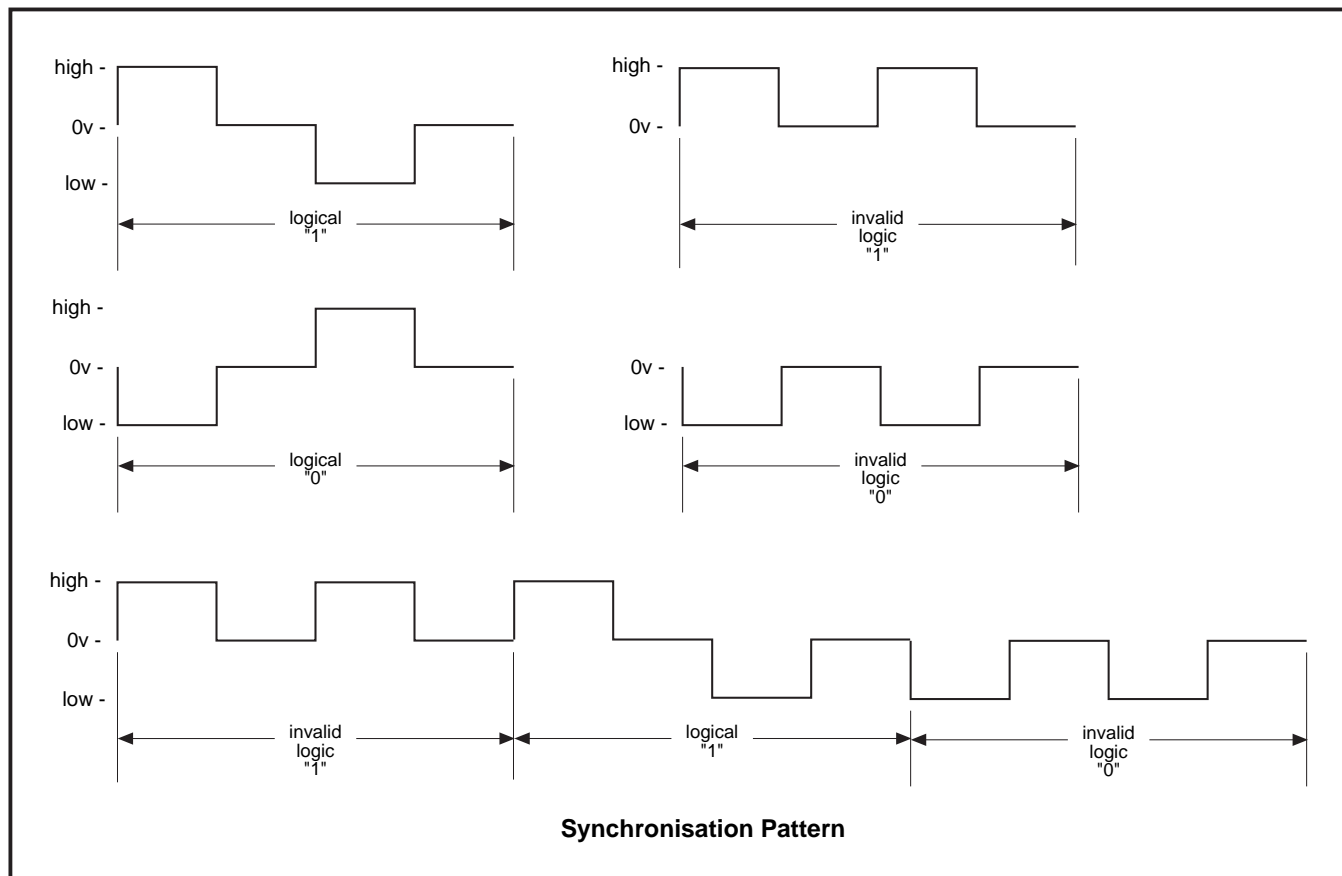 high -
0v -
low -
logical
"1"
high -
0v -
invalid
logic
"1"
high -
0v -
low -
logical
"0"
0v -
low -
invalid
logic
"0"
high -
0v -
low -
invalid
logic
"1"
logical
"1"
invalid
logic
"0"
Synchronisation Pattern